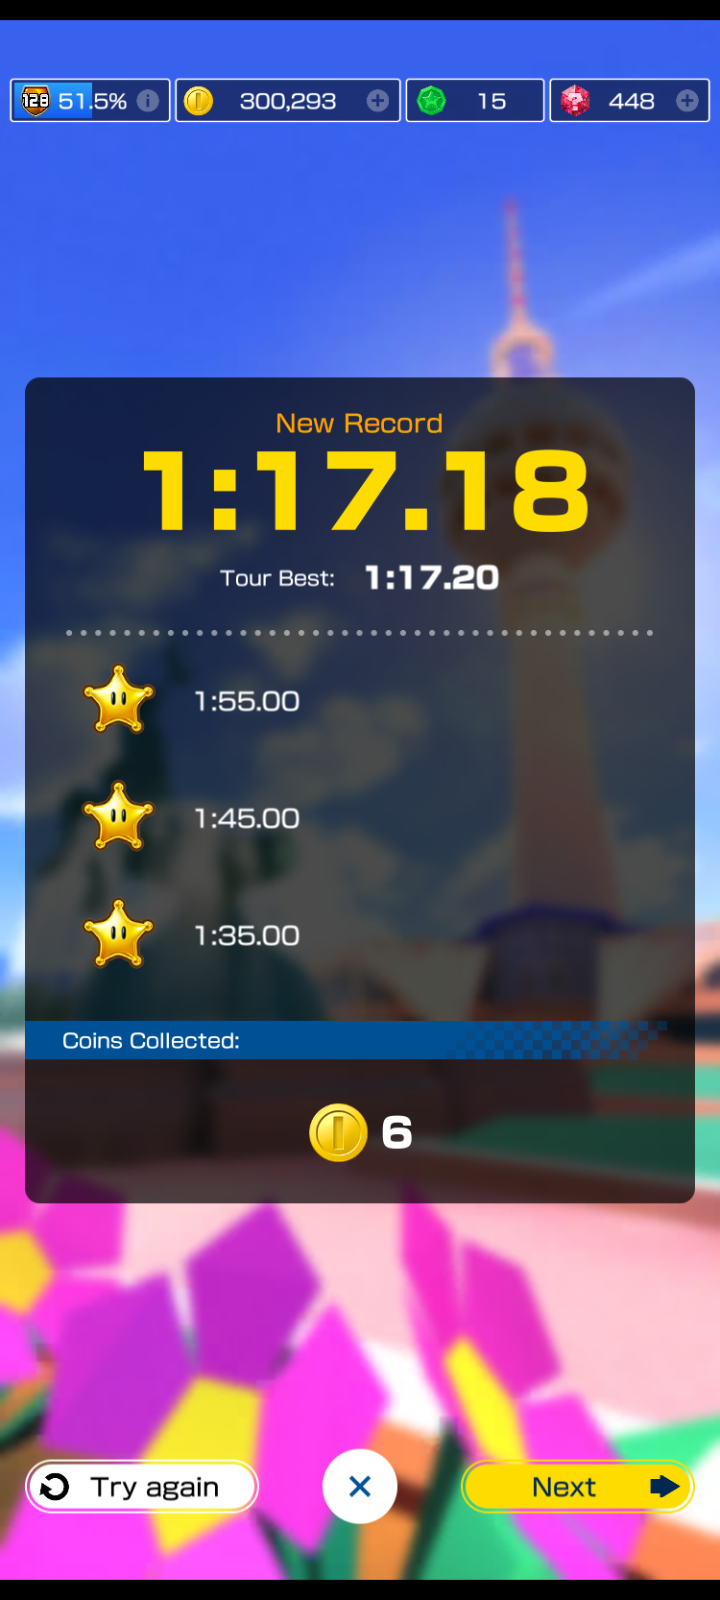 128 51.5% i 300,293 + 15 448 +
New Record
1:17.18
Tour Best: 1:17.20
1:55.00
1:45.00
1:35.00
Coins Collected:
6
Try again × Next